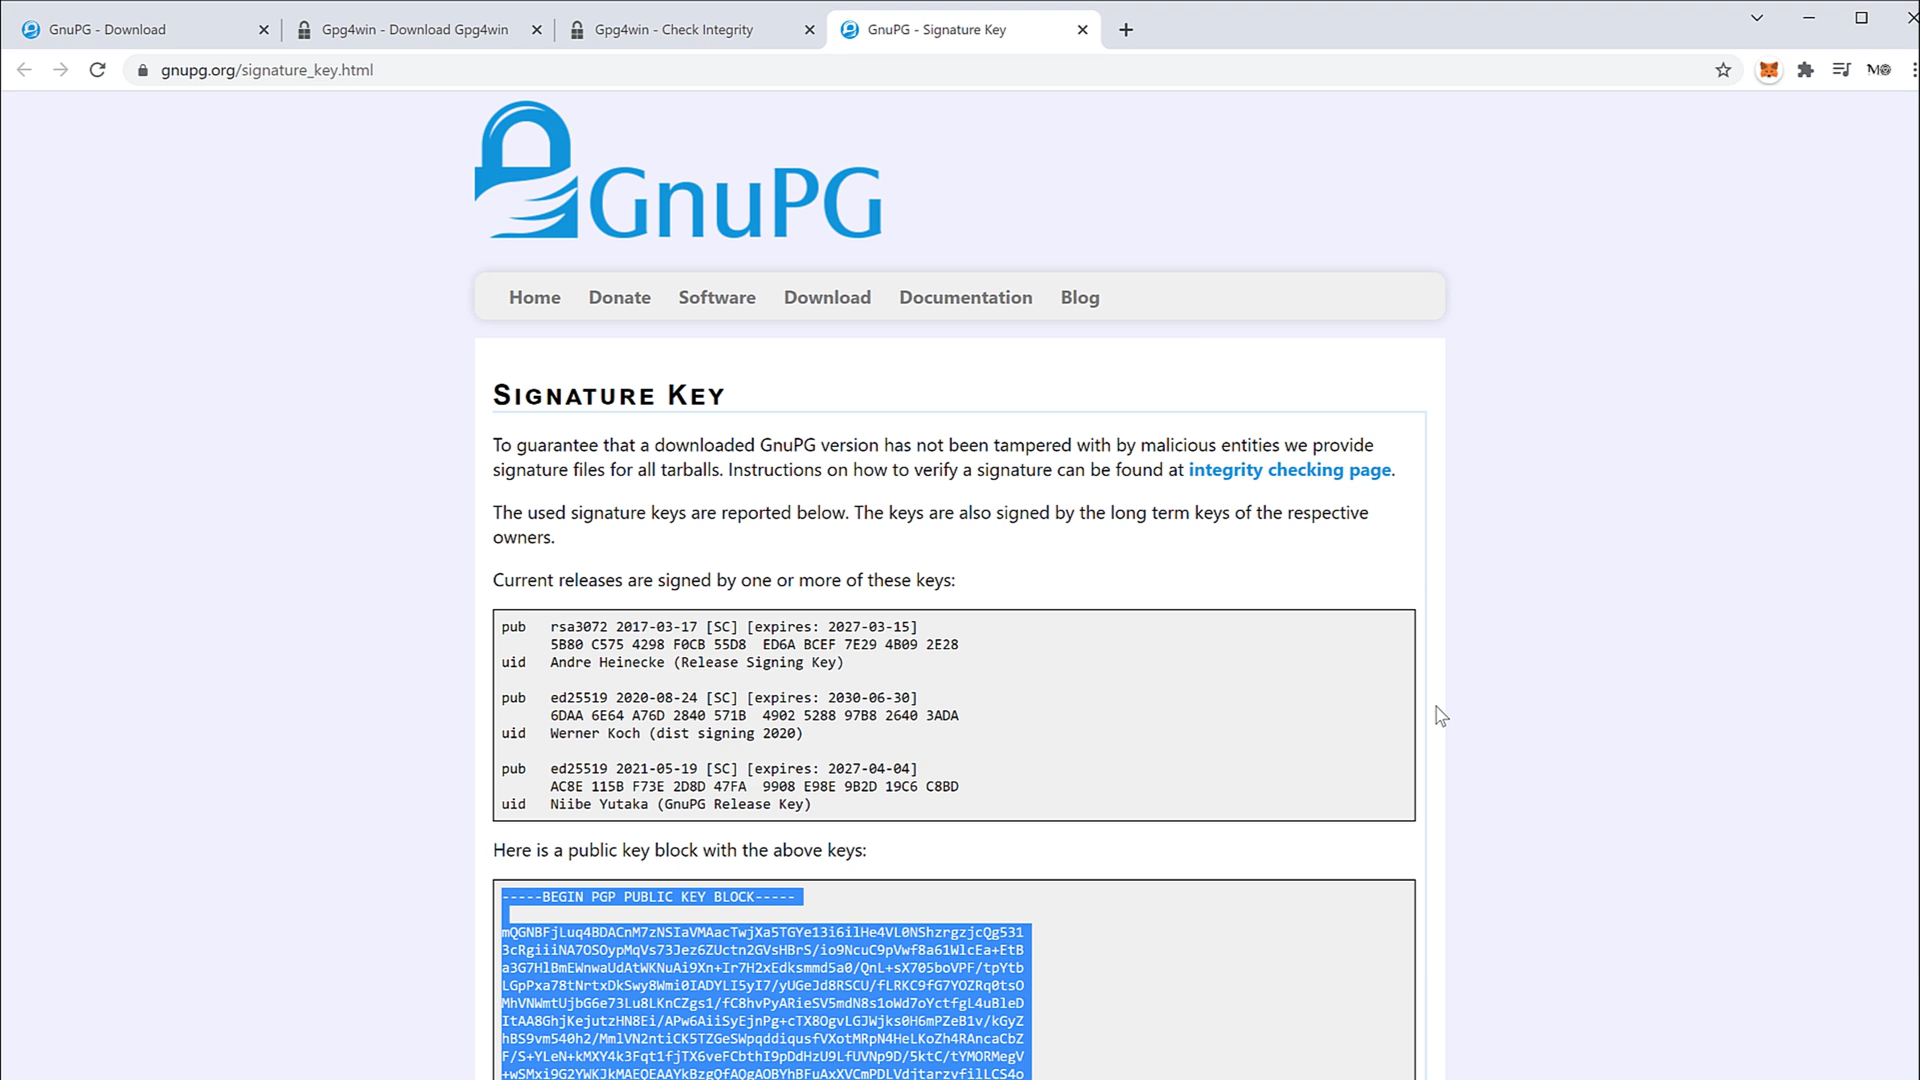 GnuPG - Download
Gpg4win - Download Gpg4win
Gpg4win - Check Integrity
GnuPG - Signature Key
gnupg.org/signature_key.html
GnuPG
Home Donate Software Download Documentation Blog
SIGNATURE KEY
To guarantee that a downloaded GnuPG version has not been tampered with by malicious entities we provide
signature files for all tarballs. Instructions on how to verify a signature can be found at integrity checking page.
The used signature keys are reported below. The keys are also signed by the long term keys of the respective
owners.
Current releases are signed by one or more of these keys:
pub rsa3072 2017-03-17 [SC] [expires: 2027-03-15]
5B80 C575 4298 F0CB 55D8 ED6A BCEF 7E29 4B09 2E28
uid Andre Heinecke (Release Signing Key)
pub ed25519 2020-08-24 [SC] [expires: 2030-06-30]
6DAA 6E64 A76D 2840 571B 4902 5288 97B8 2640 3ADA
uid Werner Koch (dist signing 2020)
pub ed25519 2021-05-19 [SC] [expires: 2027-04-04]
AC8E 115B F73E 2D8D 47FA 9908 E98E 9B2D 19C6 C8BD
uid Niibe Yutaka (GnuPG Release Key)
Here is a public key block with the above keys:
-----BEGIN PGP PUBLIC KEY BLOCK-----
mQGNBFjLuq4BDACnM7zNSIaVMAacTwjXa5TGYe13i6ilHe4VL0NShzrgzjcQg531
3cRgiiiNA7OSOypMqVs73Jez6ZUctn2GVsHBrS/io9NcuC9pVwf8a61WlcEa+EtB
a3G7HlBmEWnwaUdAtWKNuAi9Xn+Ir7H2xEdksmmd5a0/QnL+sX705boVPF/tpYtb
LGpPxa78tNrtxDkSwy8Wmi0IADYLI5yI7/yUGeJd8RSCU/fLRKC9fG7YOZRq0tsO
MhVNWmtUjbG6e73Lu8LKnCZgs1/fC8hvPyARieSV5mdN8s1oWd7oYctfgL4uBleD
ItAA8GhjKejutzHN8Ei/APw6AiiSyEjnPg+cTX8OgvLGJWjks0H6mPZeB1v/kGyZ
hBS9vm540h2/MmlVN2ntiCK5TZGeSWpqddiqusfVXotMRpN4HeLKoZh4RAncaCbZ
F/S+YLeN+kMXY4k3Fqt1fjTX6veFCbthI9pDdHzU9LfUVNp9D/5ktC/tYMORMegV
+wSMxi9G2YWKJkMAEQEAAYkBzgQfAQgAOBYhBFuAxXVCmPDLVdjtarzvfilLCS4o